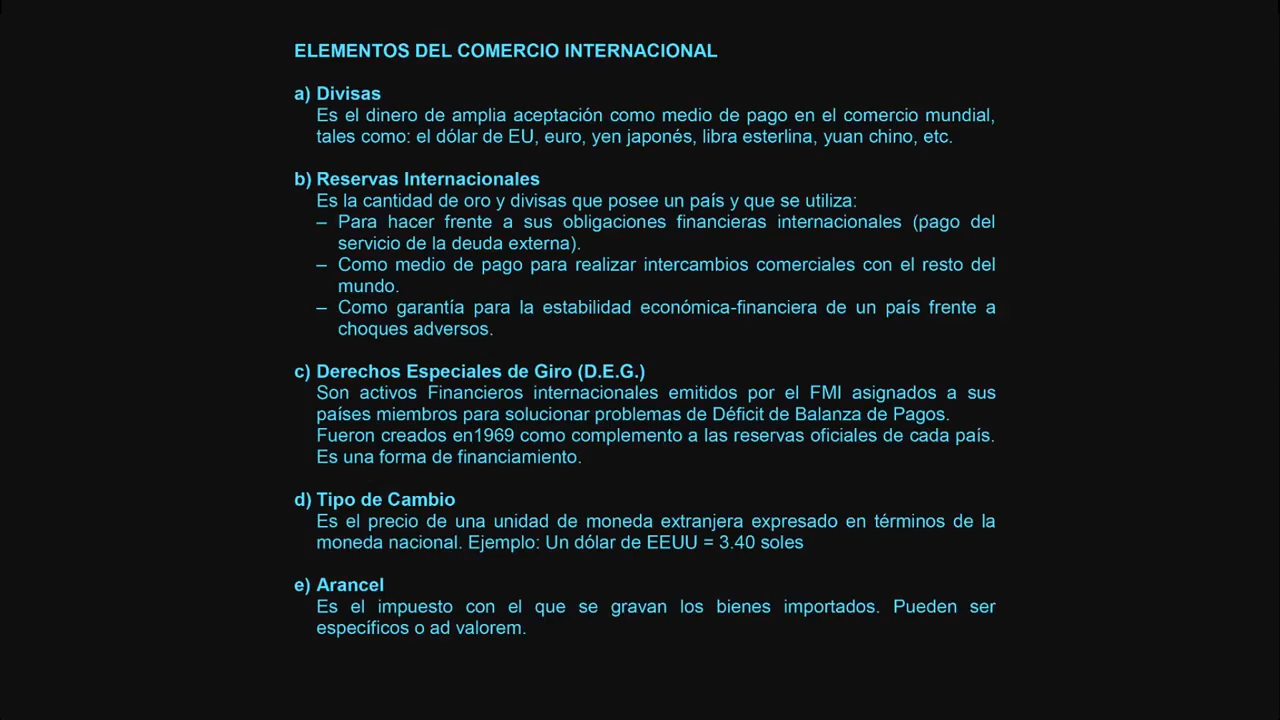 ELEMENTOS DEL COMERCIO INTERNACIONAL
a) Divisas
Es el dinero de amplia aceptación como medio de pago en el comercio mundial,
tales como: el dólar de EU, euro, yen japonés, libra esterlina, yuan chino, etc.
b) Reservas Internacionales
Es la cantidad de oro y divisas que posee un país y que se utiliza:
– Para hacer frente a sus obligaciones financieras internacionales (pago del
servicio de la deuda externa).
– Como medio de pago para realizar intercambios comerciales con el resto del
mundo.
– Como garantía para la estabilidad económica-financiera de un país frente a
choques adversos.
c) Derechos Especiales de Giro (D.E.G.)
Son activos Financieros internacionales emitidos por el FMI asignados a sus
países miembros para solucionar problemas de Déficit de Balanza de Pagos.
Fueron creados en1969 como complemento a las reservas oficiales de cada país.
Es una forma de financiamiento.
d) Tipo de Cambio
Es el precio de una unidad de moneda extranjera expresado en términos de la
moneda nacional. Ejemplo: Un dólar de EEUU = 3.40 soles
e) Arancel
Es el impuesto con el que se gravan los bienes importados. Pueden ser
específicos o ad valorem.